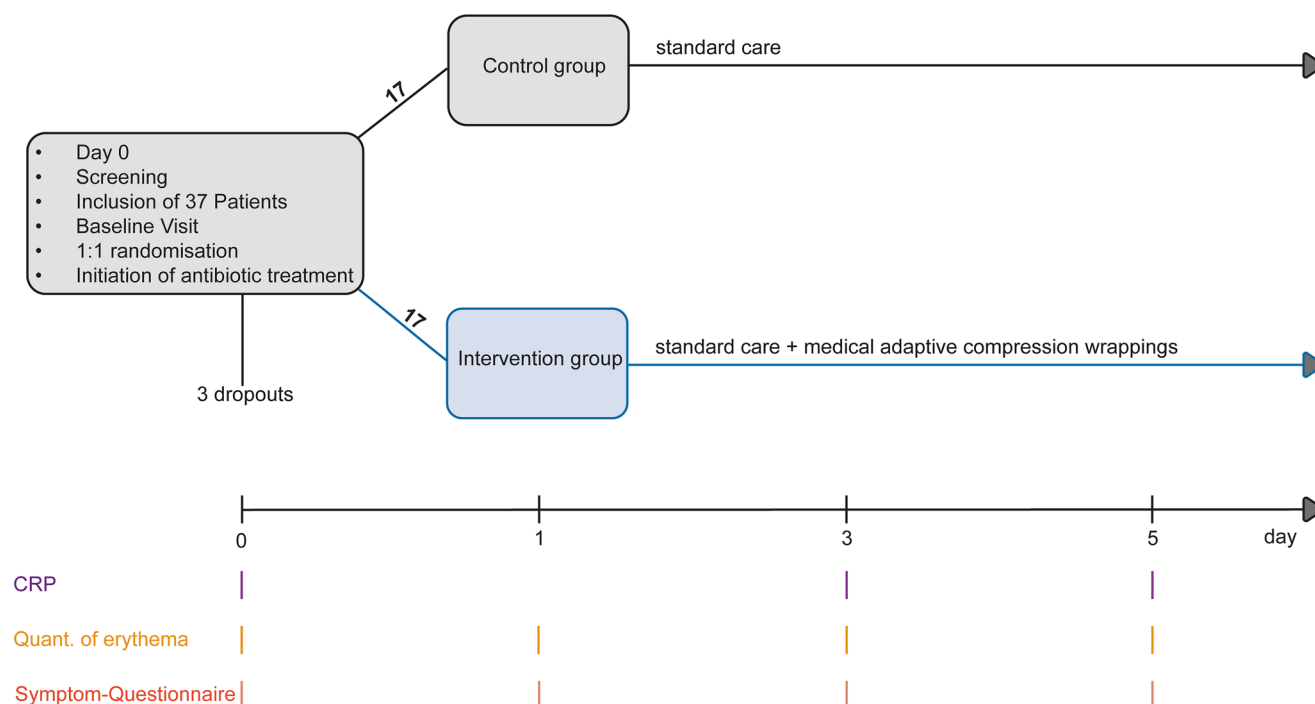 standard care
Control group
17
• Day 0
• Screening
• Inclusion of 37 Patients
• Baseline Visit
• 1:1 randomisation
• Initiation of antibiotic treatment
17
Intervention group
standard care + medical adaptive compression wrappings
3 dropouts
0 1 3 5 day
CRP
Quant. of erythema
Symptom-Questionnaire